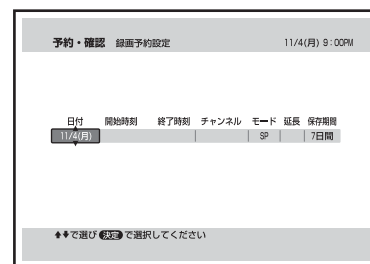 予約・確認 録画予約設定 11/4(月) 9:00PM
日付 開始時刻 終了時刻 チャンネル モード 延長 保存期間
11/4(月) SP 7日間
で選び 決定 で選択してください